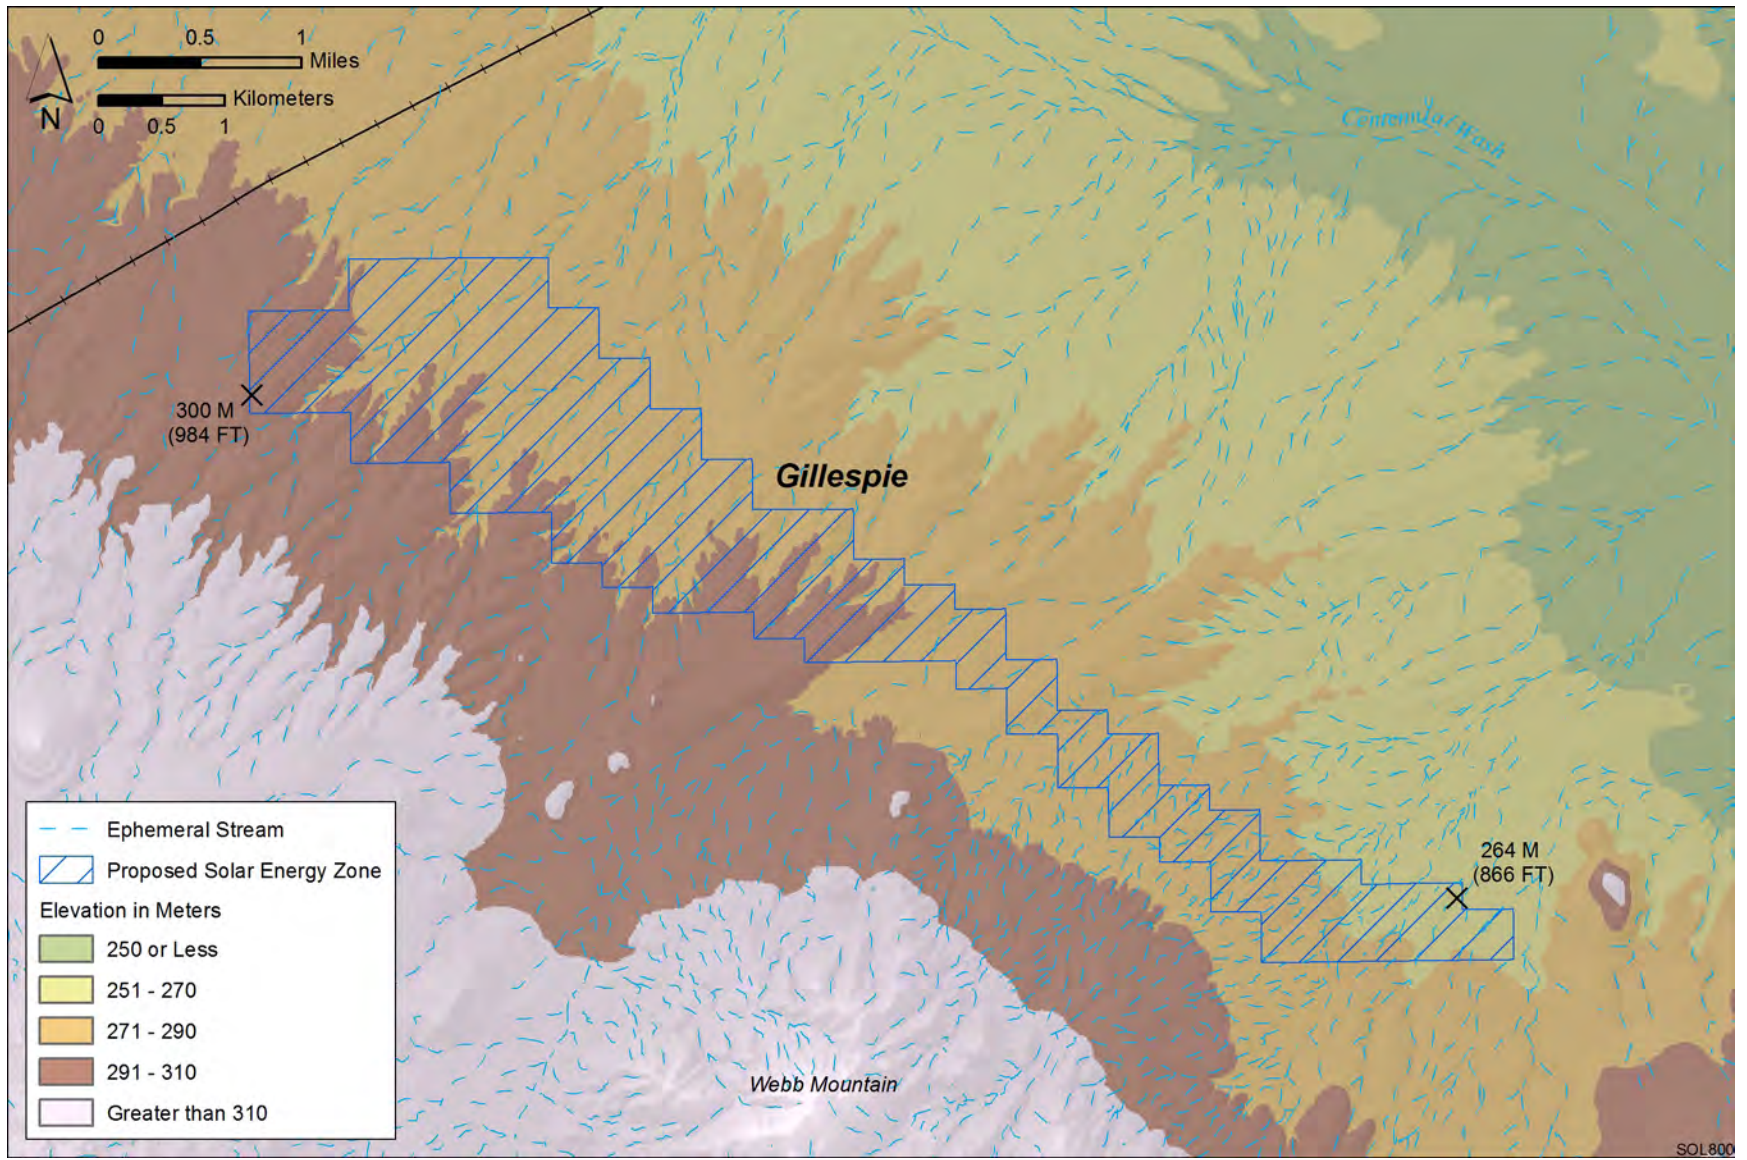 0 0.5 1
Miles
Kilometers
0 0.5 1
N
Centennial Wash
300 M
(984 FT)
Gillespie
264 M
(866 FT)
Ephemeral Stream
Proposed Solar Energy Zone
Elevation in Meters
250 or Less
251 - 270
271 - 290
291 - 310
Greater than 310
Webb Mountain
SOL800